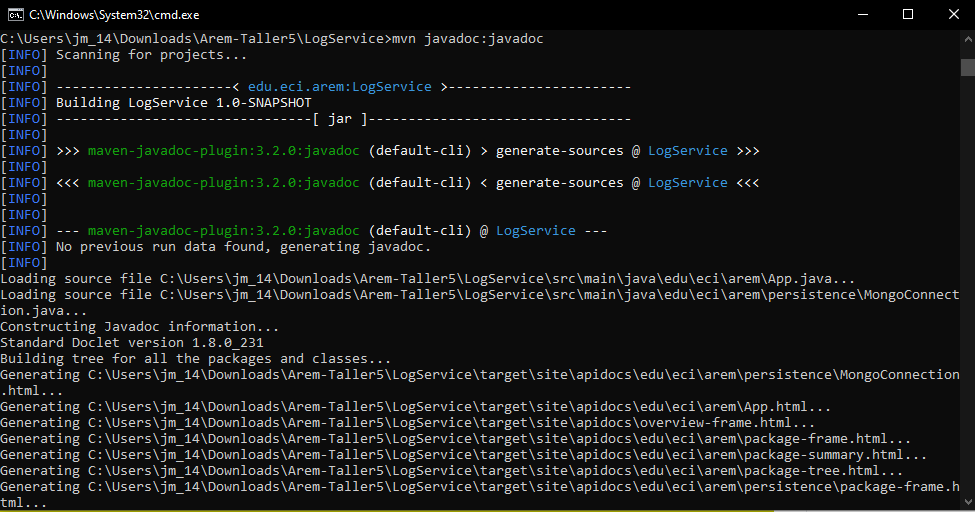 C:\Windows\System32\cmd.exe
C:\Users\jm_14\Downloads\Arem-Taller5\LogService>mvn javadoc:javadoc
[INFO] Scanning for projects...
[INFO]
[INFO] ----------------------< edu.eci.arem:LogService >-----------------------
[INFO] Building LogService 1.0-SNAPSHOT
[INFO] --------------------------------[ jar ]---------------------------------
[INFO]
[INFO] >>> maven-javadoc-plugin:3.2.0:javadoc (default-cli) > generate-sources @ LogService >>>
[INFO]
[INFO] <<< maven-javadoc-plugin:3.2.0:javadoc (default-cli) < generate-sources @ LogService <<<
[INFO]
[INFO]
[INFO] --- maven-javadoc-plugin:3.2.0:javadoc (default-cli) @ LogService ---
[INFO] No previous run data found, generating javadoc.
[INFO]
Loading source file C:\Users\jm_14\Downloads\Arem-Taller5\LogService\src\main\java\edu\eci\arem\App.java...
Loading source file C:\Users\jm_14\Downloads\Arem-Taller5\LogService\src\main\java\edu\eci\arem\persistence\MongoConnect
ion.java...
Constructing Javadoc information...
Standard Doclet version 1.8.0_231
Building tree for all the packages and classes...
Generating C:\Users\jm_14\Downloads\Arem-Taller5\LogService\target\site\apidocs\edu\eci\arem\persistence\MongoConnection
.html...
Generating C:\Users\jm_14\Downloads\Arem-Taller5\LogService\target\site\apidocs\edu\eci\arem\App.html...
Generating C:\Users\jm_14\Downloads\Arem-Taller5\LogService\target\site\apidocs\overview-frame.html...
Generating C:\Users\jm_14\Downloads\Arem-Taller5\LogService\target\site\apidocs\edu\eci\arem\package-frame.html...
Generating C:\Users\jm_14\Downloads\Arem-Taller5\LogService\target\site\apidocs\edu\eci\arem\package-summary.html...
Generating C:\Users\jm_14\Downloads\Arem-Taller5\LogService\target\site\apidocs\edu\eci\arem\package-tree.html...
Generating C:\Users\jm_14\Downloads\Arem-Taller5\LogService\target\site\apidocs\edu\eci\arem\persistence\package-frame.h
tml...